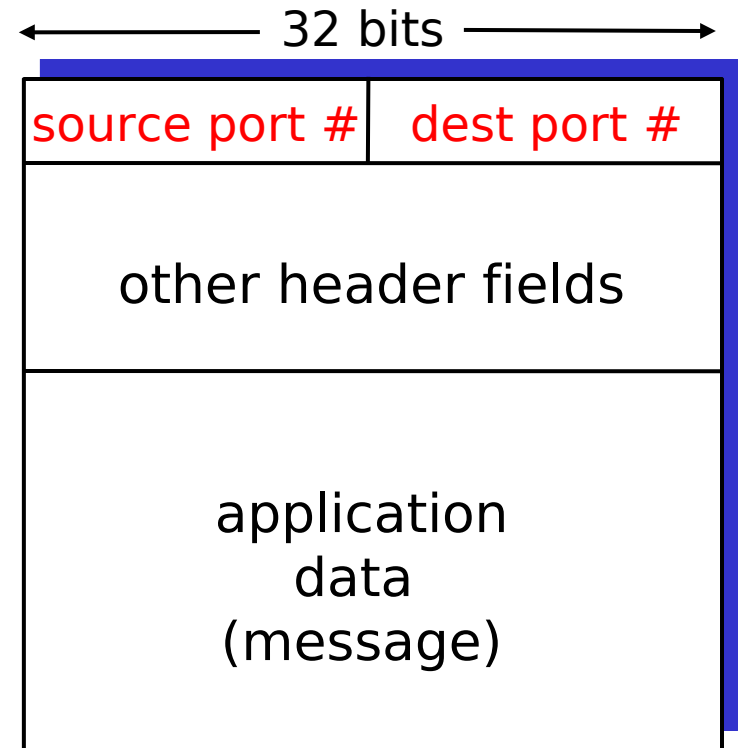 32 bits
source port # dest port #
other header fields
application
data
(message)